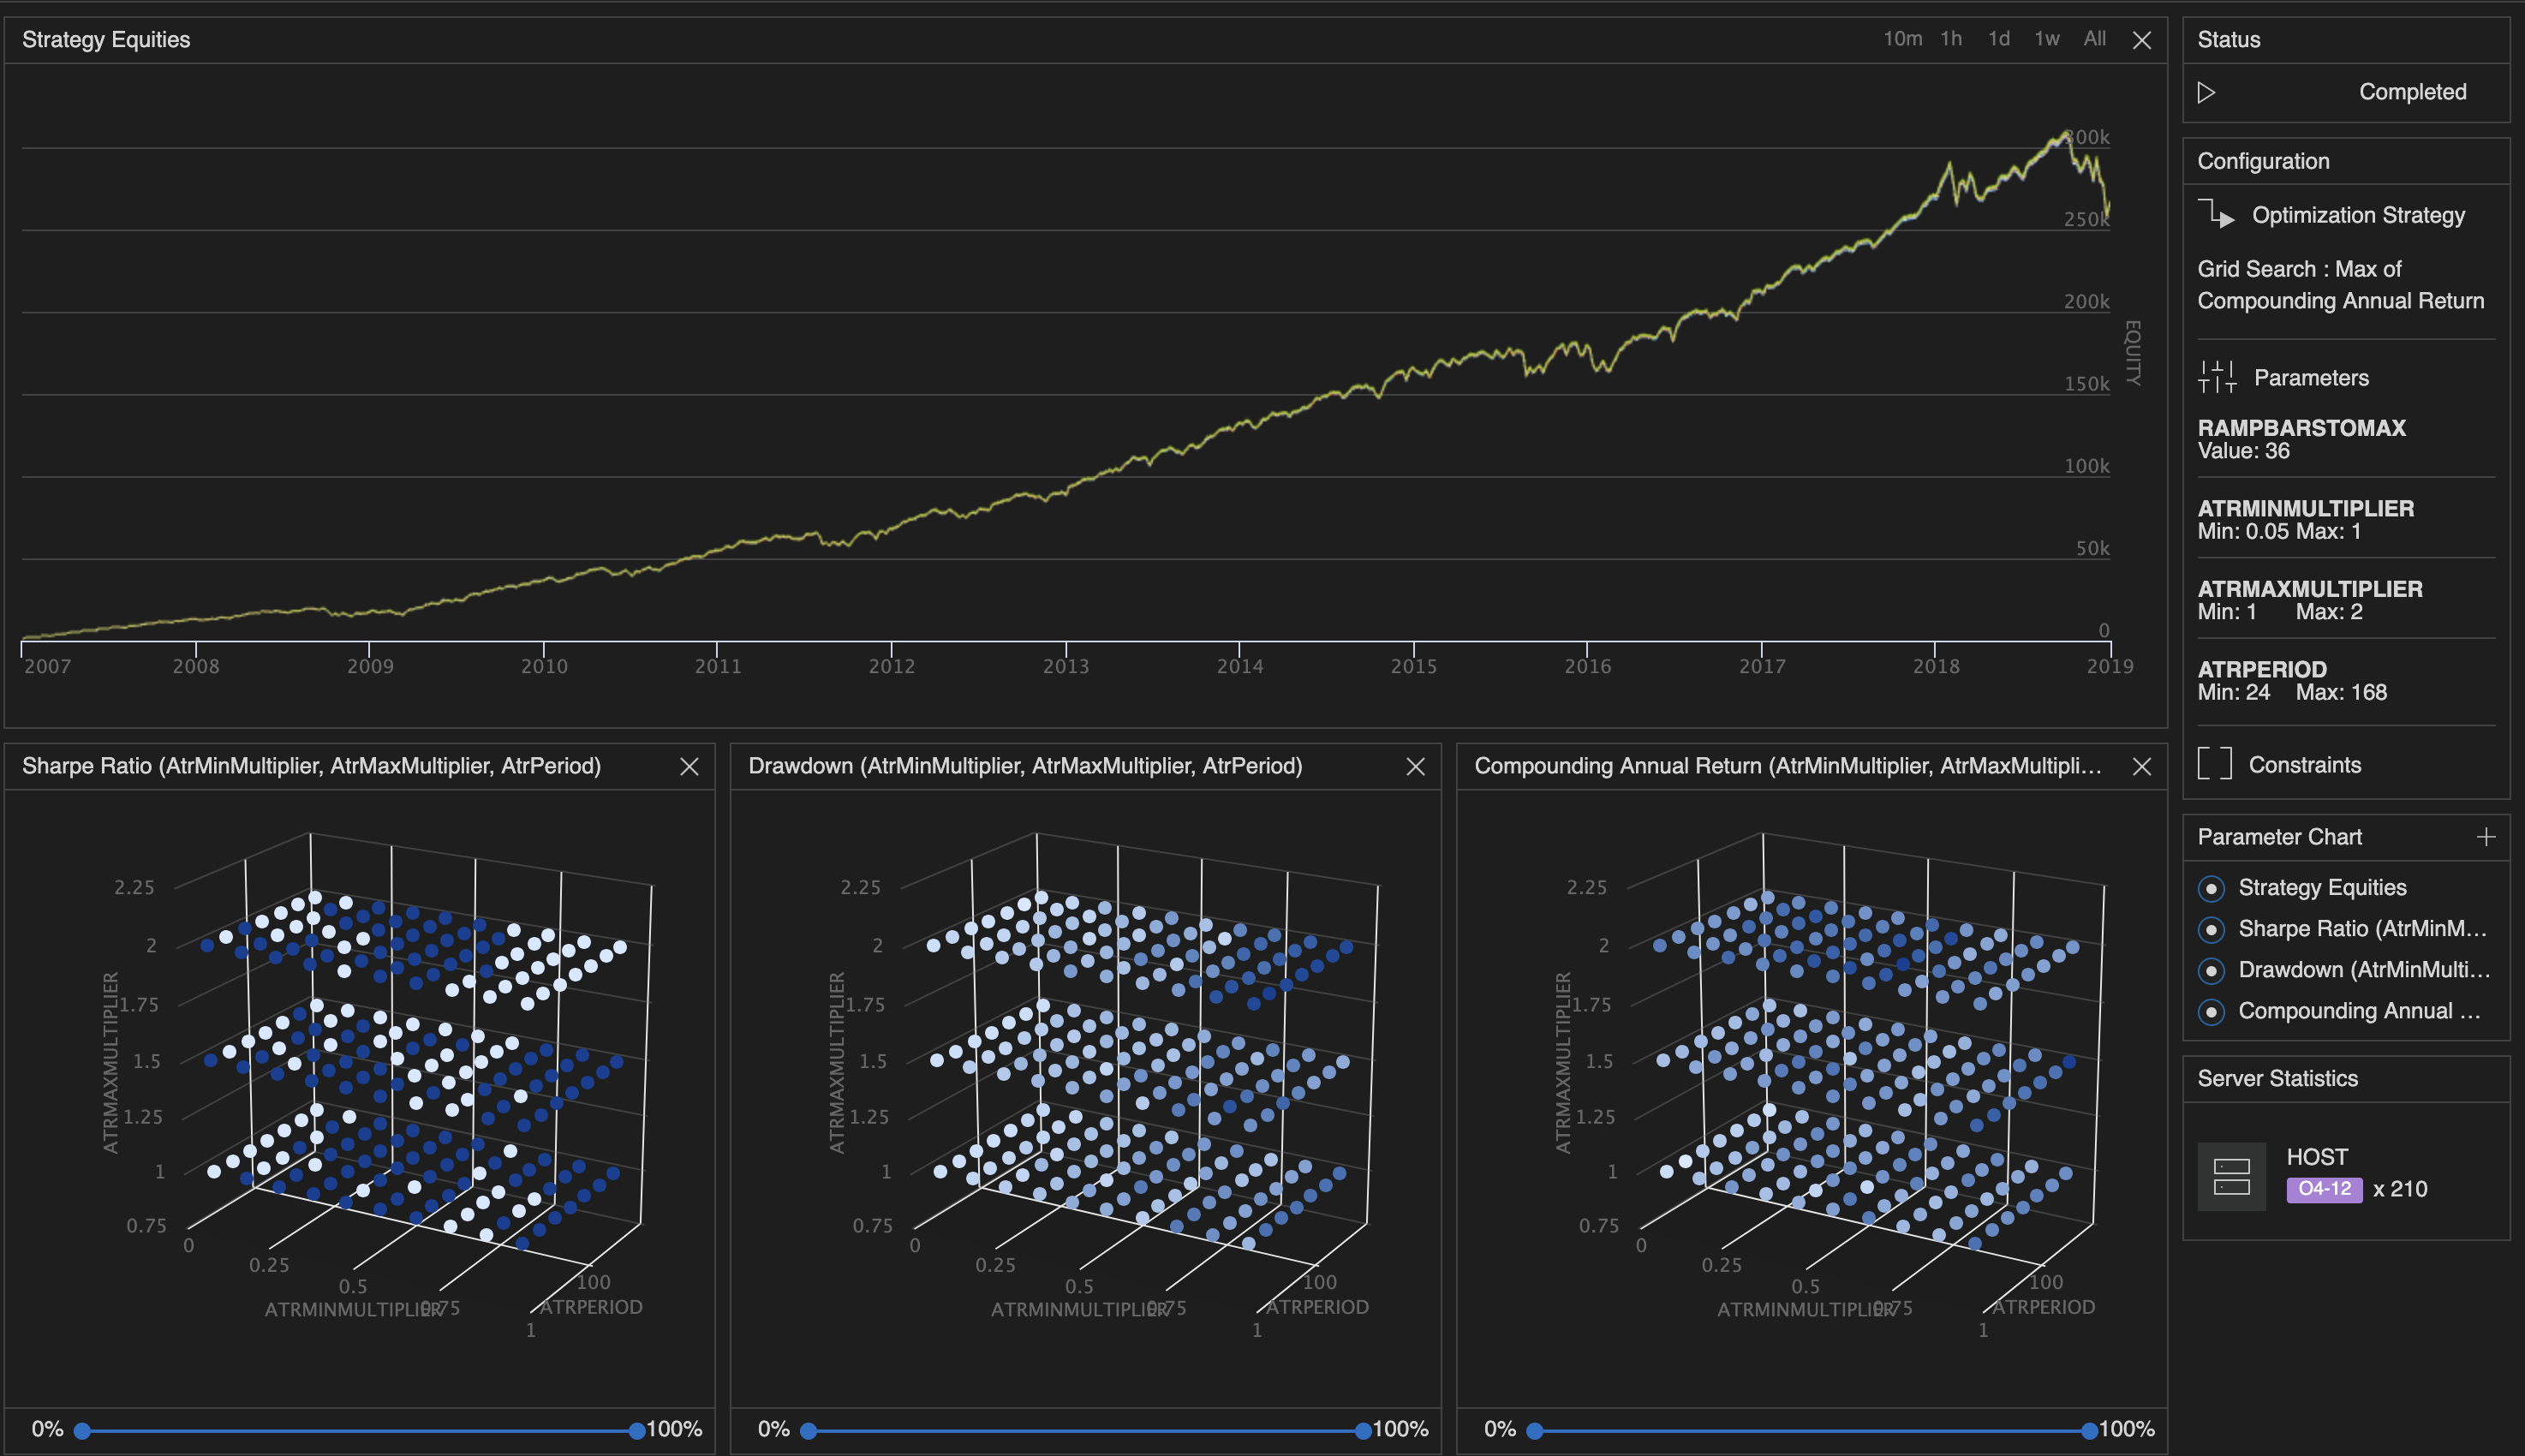 Strategy Equities
10m 1h 1d 1w All
300k
250k
200k
150k
100k
50k
0
EQUITY
2007 2008 2009 2010 2011 2012 2013 2014 2015 2016 2017 2018 2019
Sharpe Ratio (AtrMinMultiplier, AtrMaxMultiplier, AtrPeriod)
2.25
2
1.75
1.5
1.25
1
0.75
ATRMAXMULTIPLIER
0
0.25
0.5
0.75
1
ATRMINMULTIPLIER
100
ATRPERIOD
0% 100%
Drawdown (AtrMinMultiplier, AtrMaxMultiplier, AtrPeriod)
2.25
2
1.75
1.5
1.25
1
0.75
ATRMAXMULTIPLIER
0
0.25
0.5
0.75
1
ATRMINMULTIPLIER
100
ATRPERIOD
0% 100%
Compounding Annual Return (AtrMinMultiplier, AtrMaxMultipli...
2.25
2
1.75
1.5
1.25
1
0.75
ATRMAXMULTIPLIER
0
0.25
0.5
0.75
1
ATRMINMULTIPLIER
100
ATRPERIOD
0% 100%
Status
Completed
Configuration
Optimization Strategy
Grid Search : Max of
Compounding Annual Return
Parameters
RAMPBARSTOMAX
Value: 36
ATRMINMULTIPLIER
Min: 0.05 Max: 1
ATRMAXMULTIPLIER
Min: 1 Max: 2
ATRPERIOD
Min: 24 Max: 168
Constraints
Parameter Chart
Strategy Equities
Sharpe Ratio (AtrMinM...
Drawdown (AtrMinMulti...
Compounding Annual ...
Server Statistics
HOST
O4-12 x 210